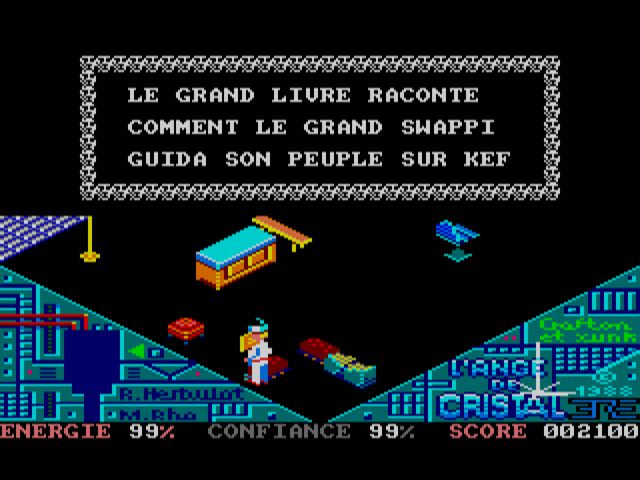 LE GRAND LIVRE RACONTE
COMMENT LE GRAND SWAPPI
GUIDA SON PEUPLE SUR KEF
Crafton
et xunk
L'ANGE
DE
CRISTAL
© 1988
ERE
R.Herbulot
M.Rho
ENERGIE 99% CONFIANCE 99% SCORE 002100